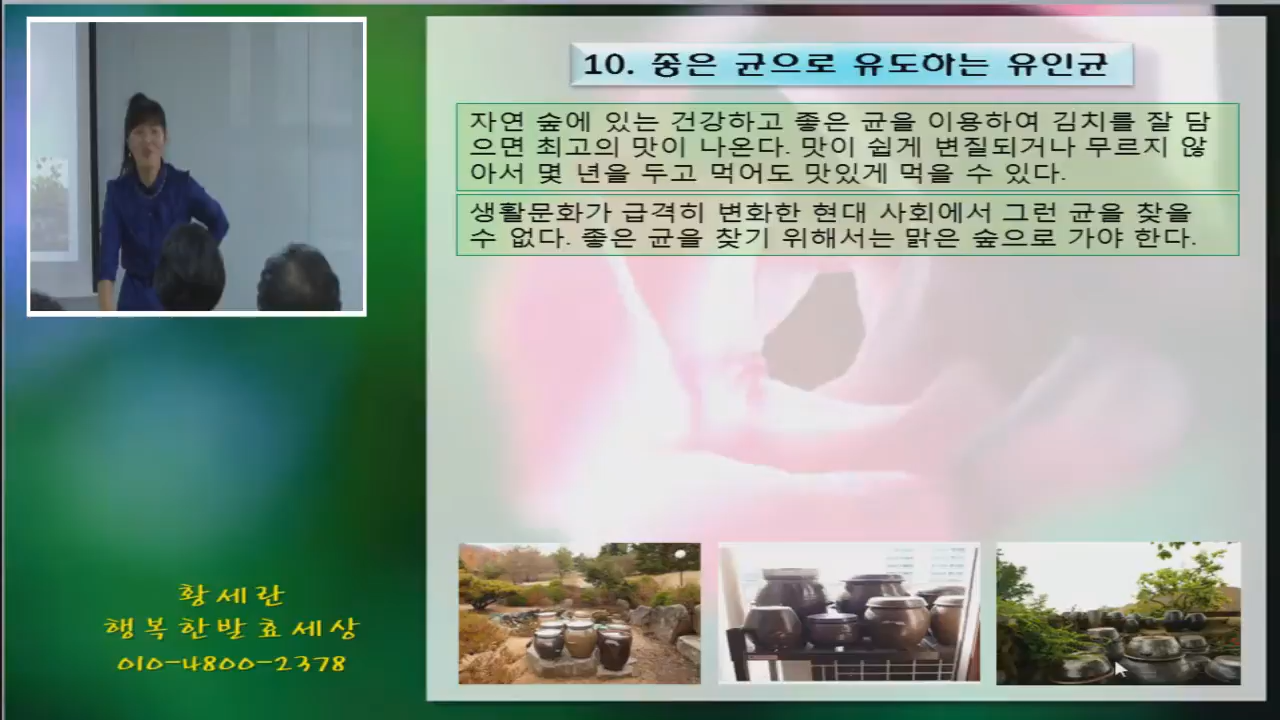 10. 좋은 균으로 유도하는 유인균
자연 숲에 있는 건강하고 좋은 균을 이용하여 김치를 잘 담
으면 최고의 맛이 나온다. 맛이 쉽게 변질되거나 무르지 않
아서 몇 년을 두고 먹어도 맛있게 먹을 수 있다.
생활문화가 급격히 변화한 현대 사회에서 그런 균을 찾을
수 없다. 좋은 균을 찾기 위해서는 맑은 숲으로 가야 한다.
황세란
행복한발효세상
010-4800-2378